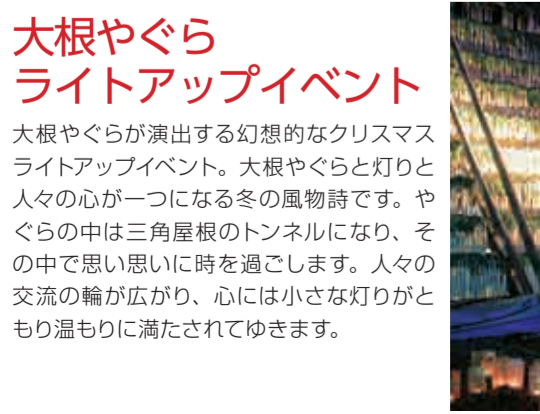 大根やぐら
ライトアップイベント
大根やぐらが演出する幻想的なクリスマス
ライトアップイベント。大根やぐらと灯りと
人々の心が一つになる冬の風物詩です。や
ぐらの中は三角屋根のトンネルになり、そ
の中で思い思いに時を過ごします。人々の
交流の輪が広がり、心には小さな灯りがと
もり温もりに満たされてゆきます。